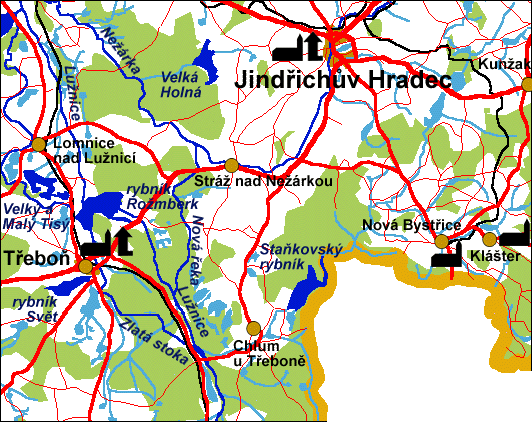 Nežárka
Lužnice
Velká
Holná
Jindřichův Hradec
Kunžak
Lomnice
nad Lužnicí
Stráž nad Nežárkou
rybník
Rožmberk
Velký a
Malý Tisý
Nová řeka
Staňkovský
rybník
Nová Bystřice
Klášter
Třeboň
rybník
Svět
Lužnice
Zlatá stoka
Chlum
u Třeboně